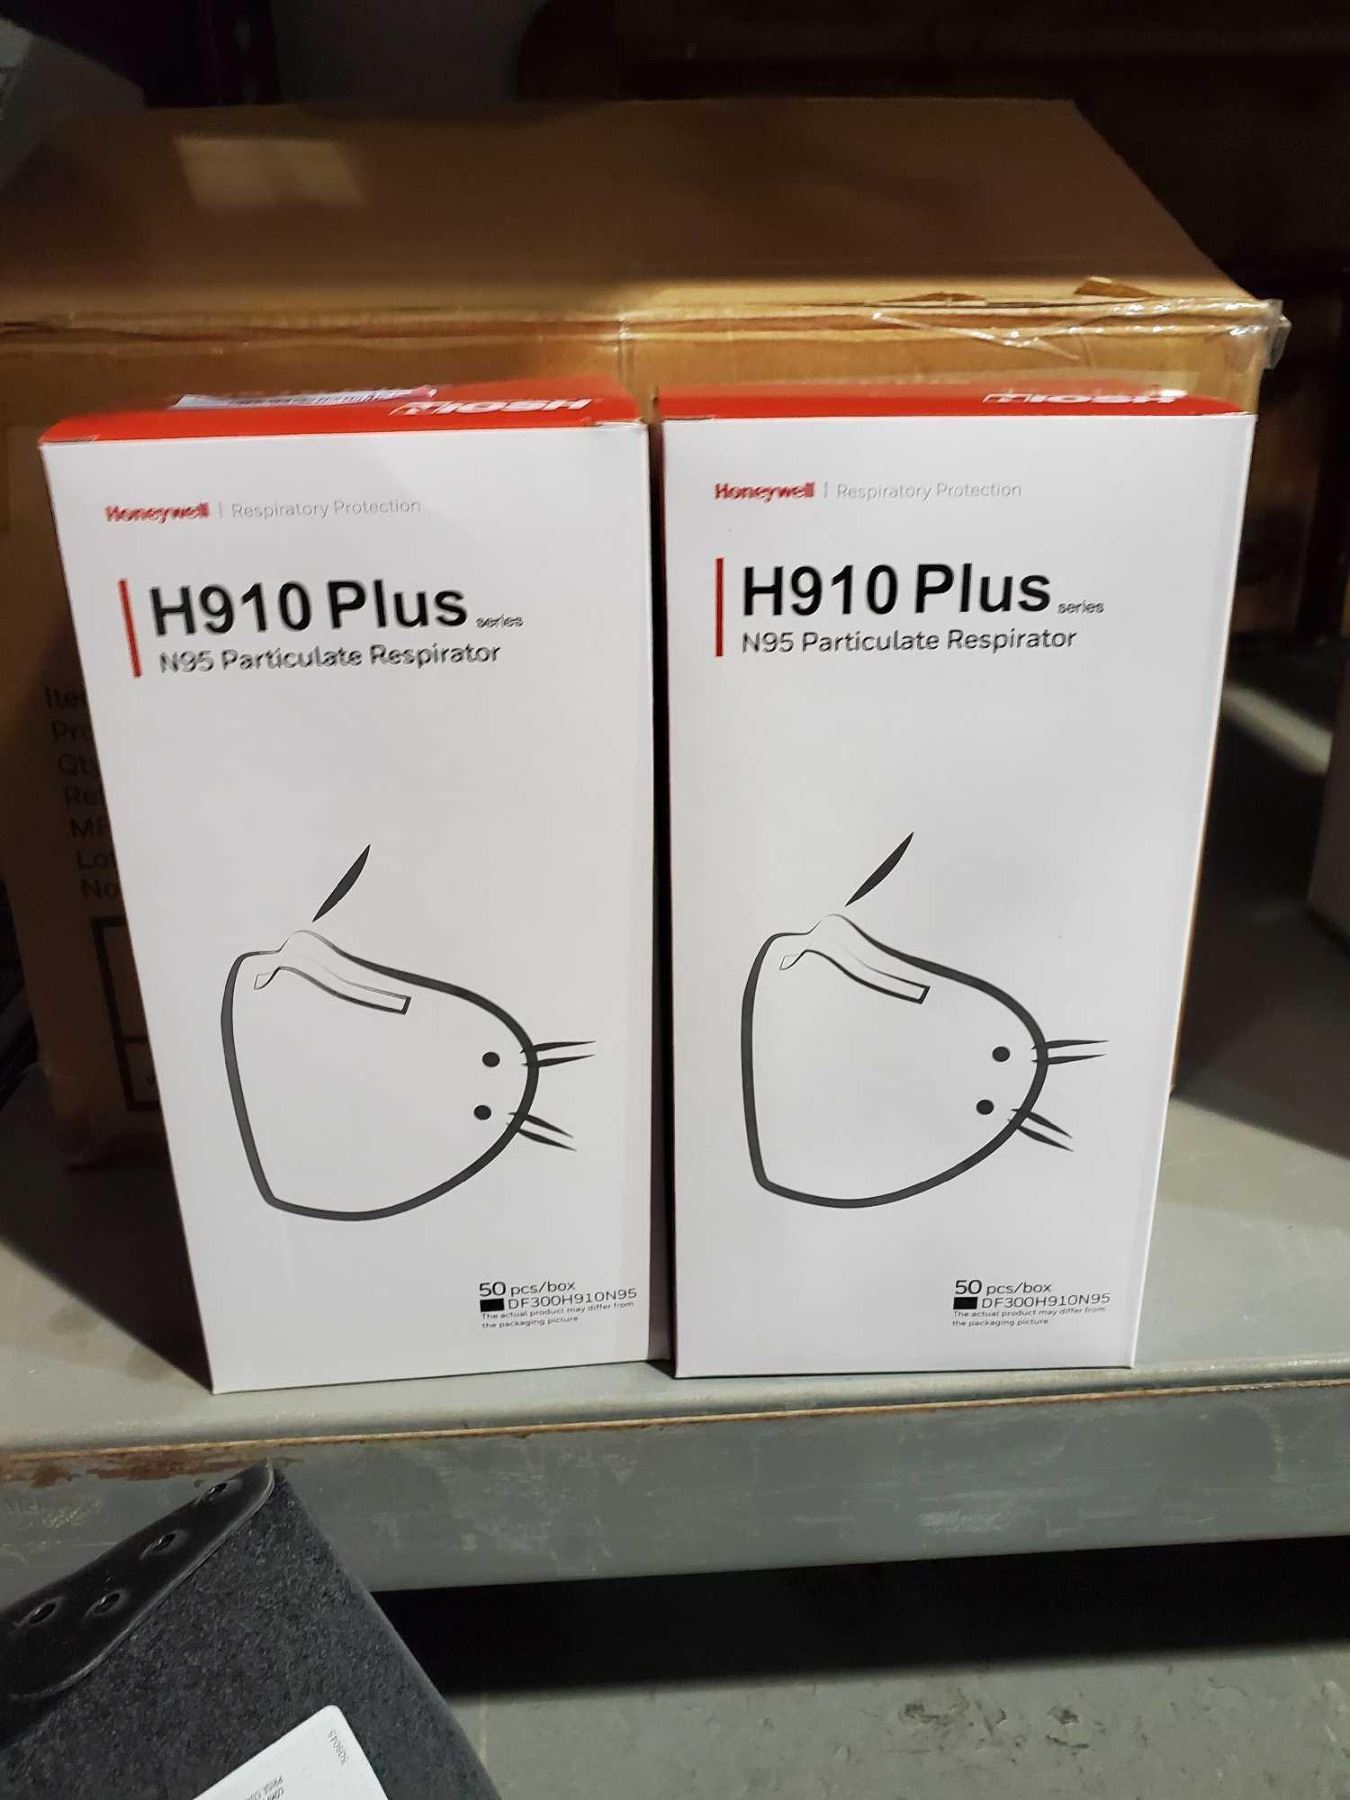 NIOSH
NIOSH
Honeywell | Respiratory Protection
H910 Plus series
N95 Particulate Respirator
50 pcs/box
DF300H910N95
The actual product may differ from
the packaging picture
Honeywell | Respiratory Protection
H910 Plus series
N95 Particulate Respirator
50 pcs/box
DF300H910N95
The actual product may differ from
the packaging picture